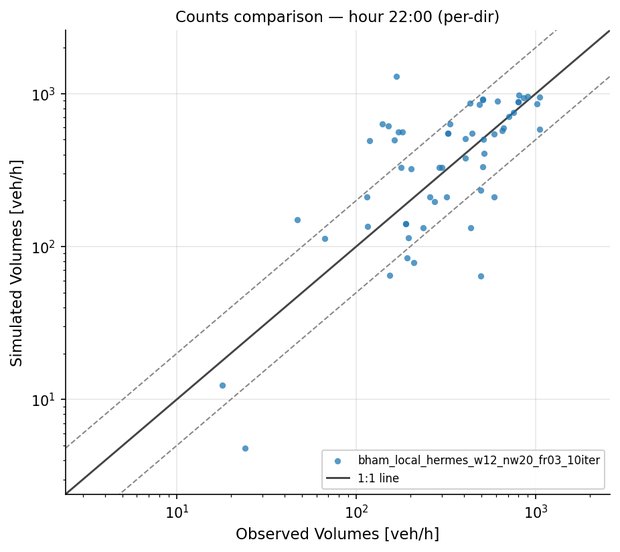 Counts comparison — hour 22:00 (per-dir)
Simulated Volumes [veh/h]
10³
10²
10¹
10¹
10²
10³
Observed Volumes [veh/h]
bham_local_hermes_w12_nw20_fr03_10iter
1:1 line